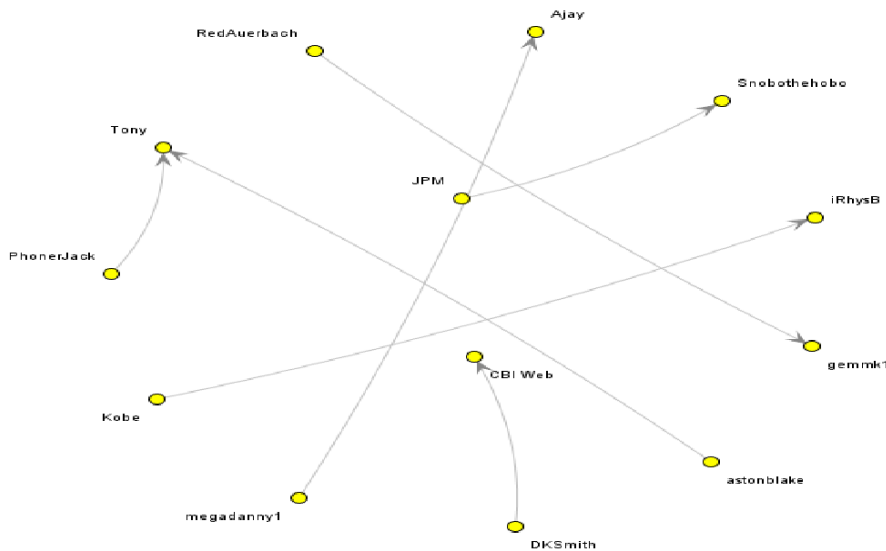 Ajay
RedAuerbach
Snobothehobo
Tony
JPM
iRhysB
PhonerJack
gemmk1
CBI Web
Kobe
astonblake
megadanny1
DKSmith